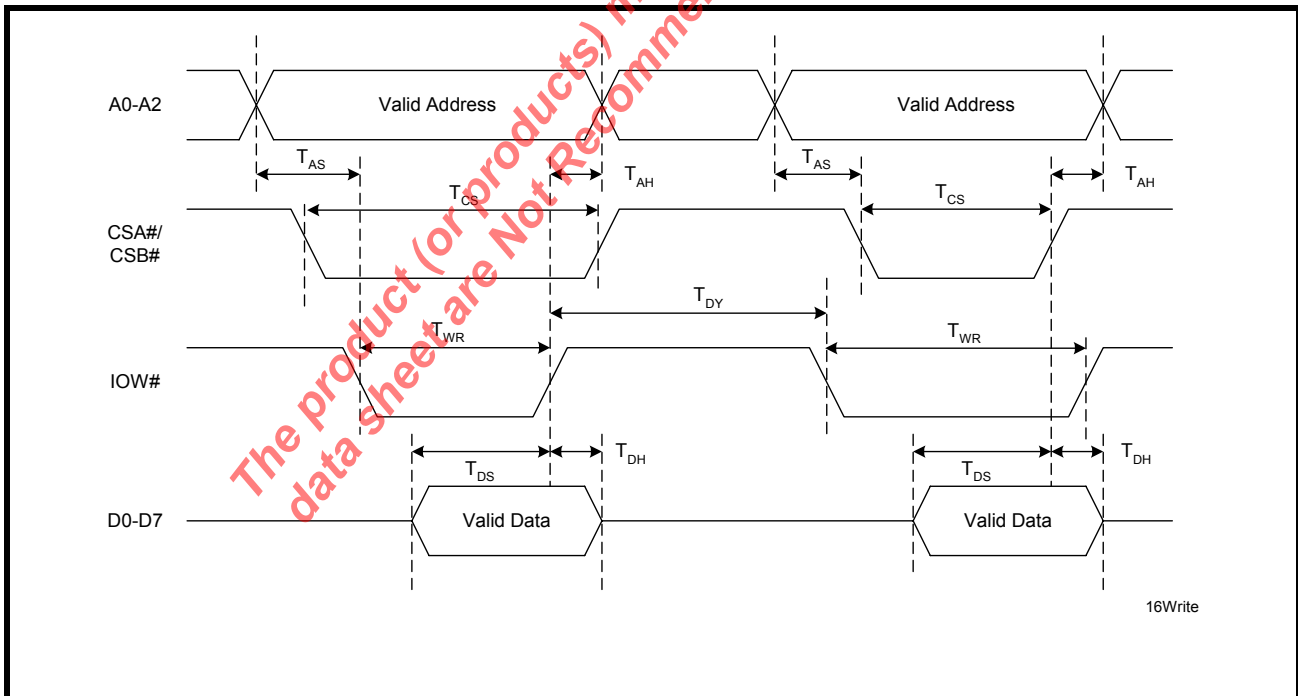 A0-A2
Valid Address
Valid Address
TAS
TAH
TAS
TAH
TCS
TCS
CSA#/
CSB#
TDY
TWR
TWR
IOW#
TDS
TDH
TDS
TDH
D0-D7
Valid Data
Valid Data
16Write
The product (or products)
data sheet are Not